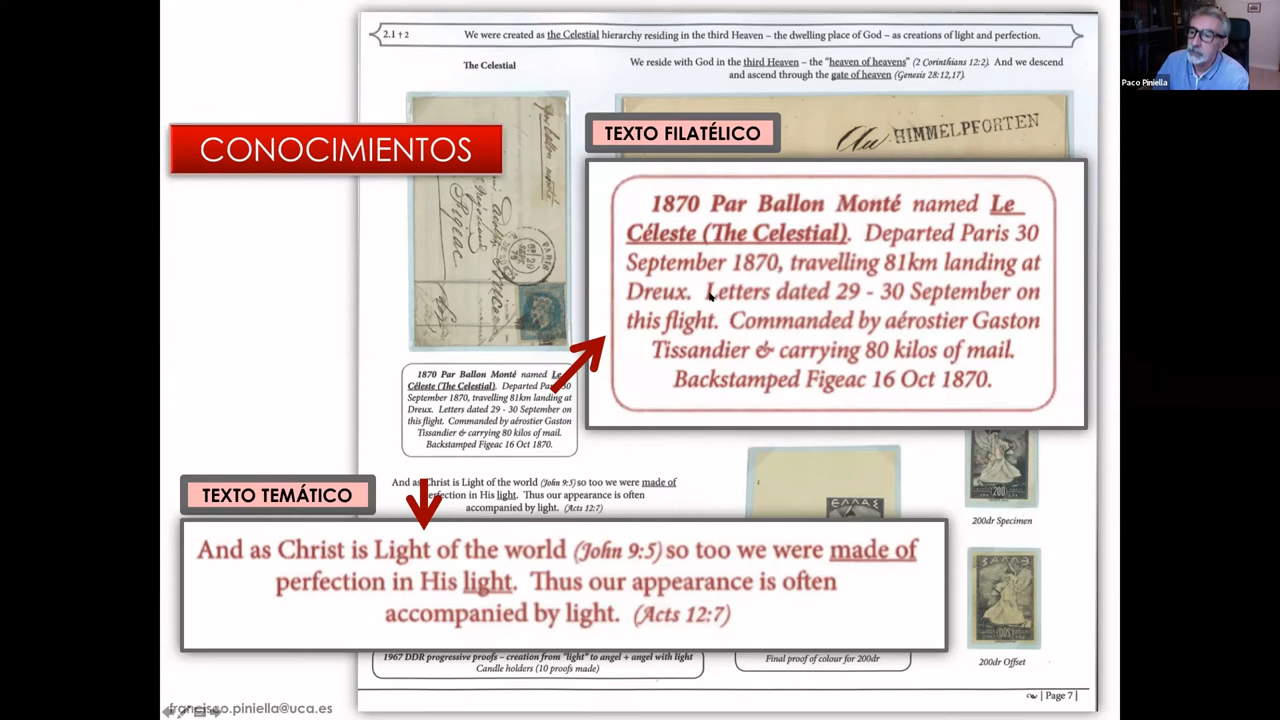 2.1 † 2
We were created as the Celestial hierarchy residing in the third Heaven – the dwelling place of God – as creations of light and perfection.
The Celestial
We reside with God in the third Heaven – the “heaven of heavens” (2 Corinthians 12:2). And we descend
and ascend through the gate of heaven (Genesis 28:12,17).
Paco Piniella
CONOCIMIENTOS
TEXTO FILATÉLICO
HIMMELPFORTEN
par ballon monté
Figeac
PARIS
1870 Par Ballon Monté named Le
Céleste (The Celestial). Departed Paris 30
September 1870, travelling 81km landing at
Dreux. Letters dated 29 - 30 September on
this flight. Commanded by aérostier Gaston
Tissandier & carrying 80 kilos of mail.
Backstamped Figeac 16 Oct 1870.
1870 Par Ballon Monté named Le
Céleste (The Celestial). Departed Paris 30
September 1870, travelling 81km landing at
Dreux. Letters dated 29 - 30 September on
this flight. Commanded by aérostier Gaston
Tissandier & carrying 80 kilos of mail.
Backstamped Figeac 16 Oct 1870.
TEXTO TEMÁTICO
And as Christ is Light of the world (John 9:5) so too we were made of
perfection in His light. Thus our appearance is often
accompanied by light. (Acts 12:7)
ΕΛΛΑΣ
200
200dr Specimen
And as Christ is Light of the world (John 9:5) so too we were made of
perfection in His light. Thus our appearance is often
accompanied by light. (Acts 12:7)
1967 DDR progressive proofs – creation from "light" to angel + angel with light
Candle holders (10 proofs made)
Final proof of colour for 200dr
200dr Offset
| Page 7 |
francisco.piniella@uca.es